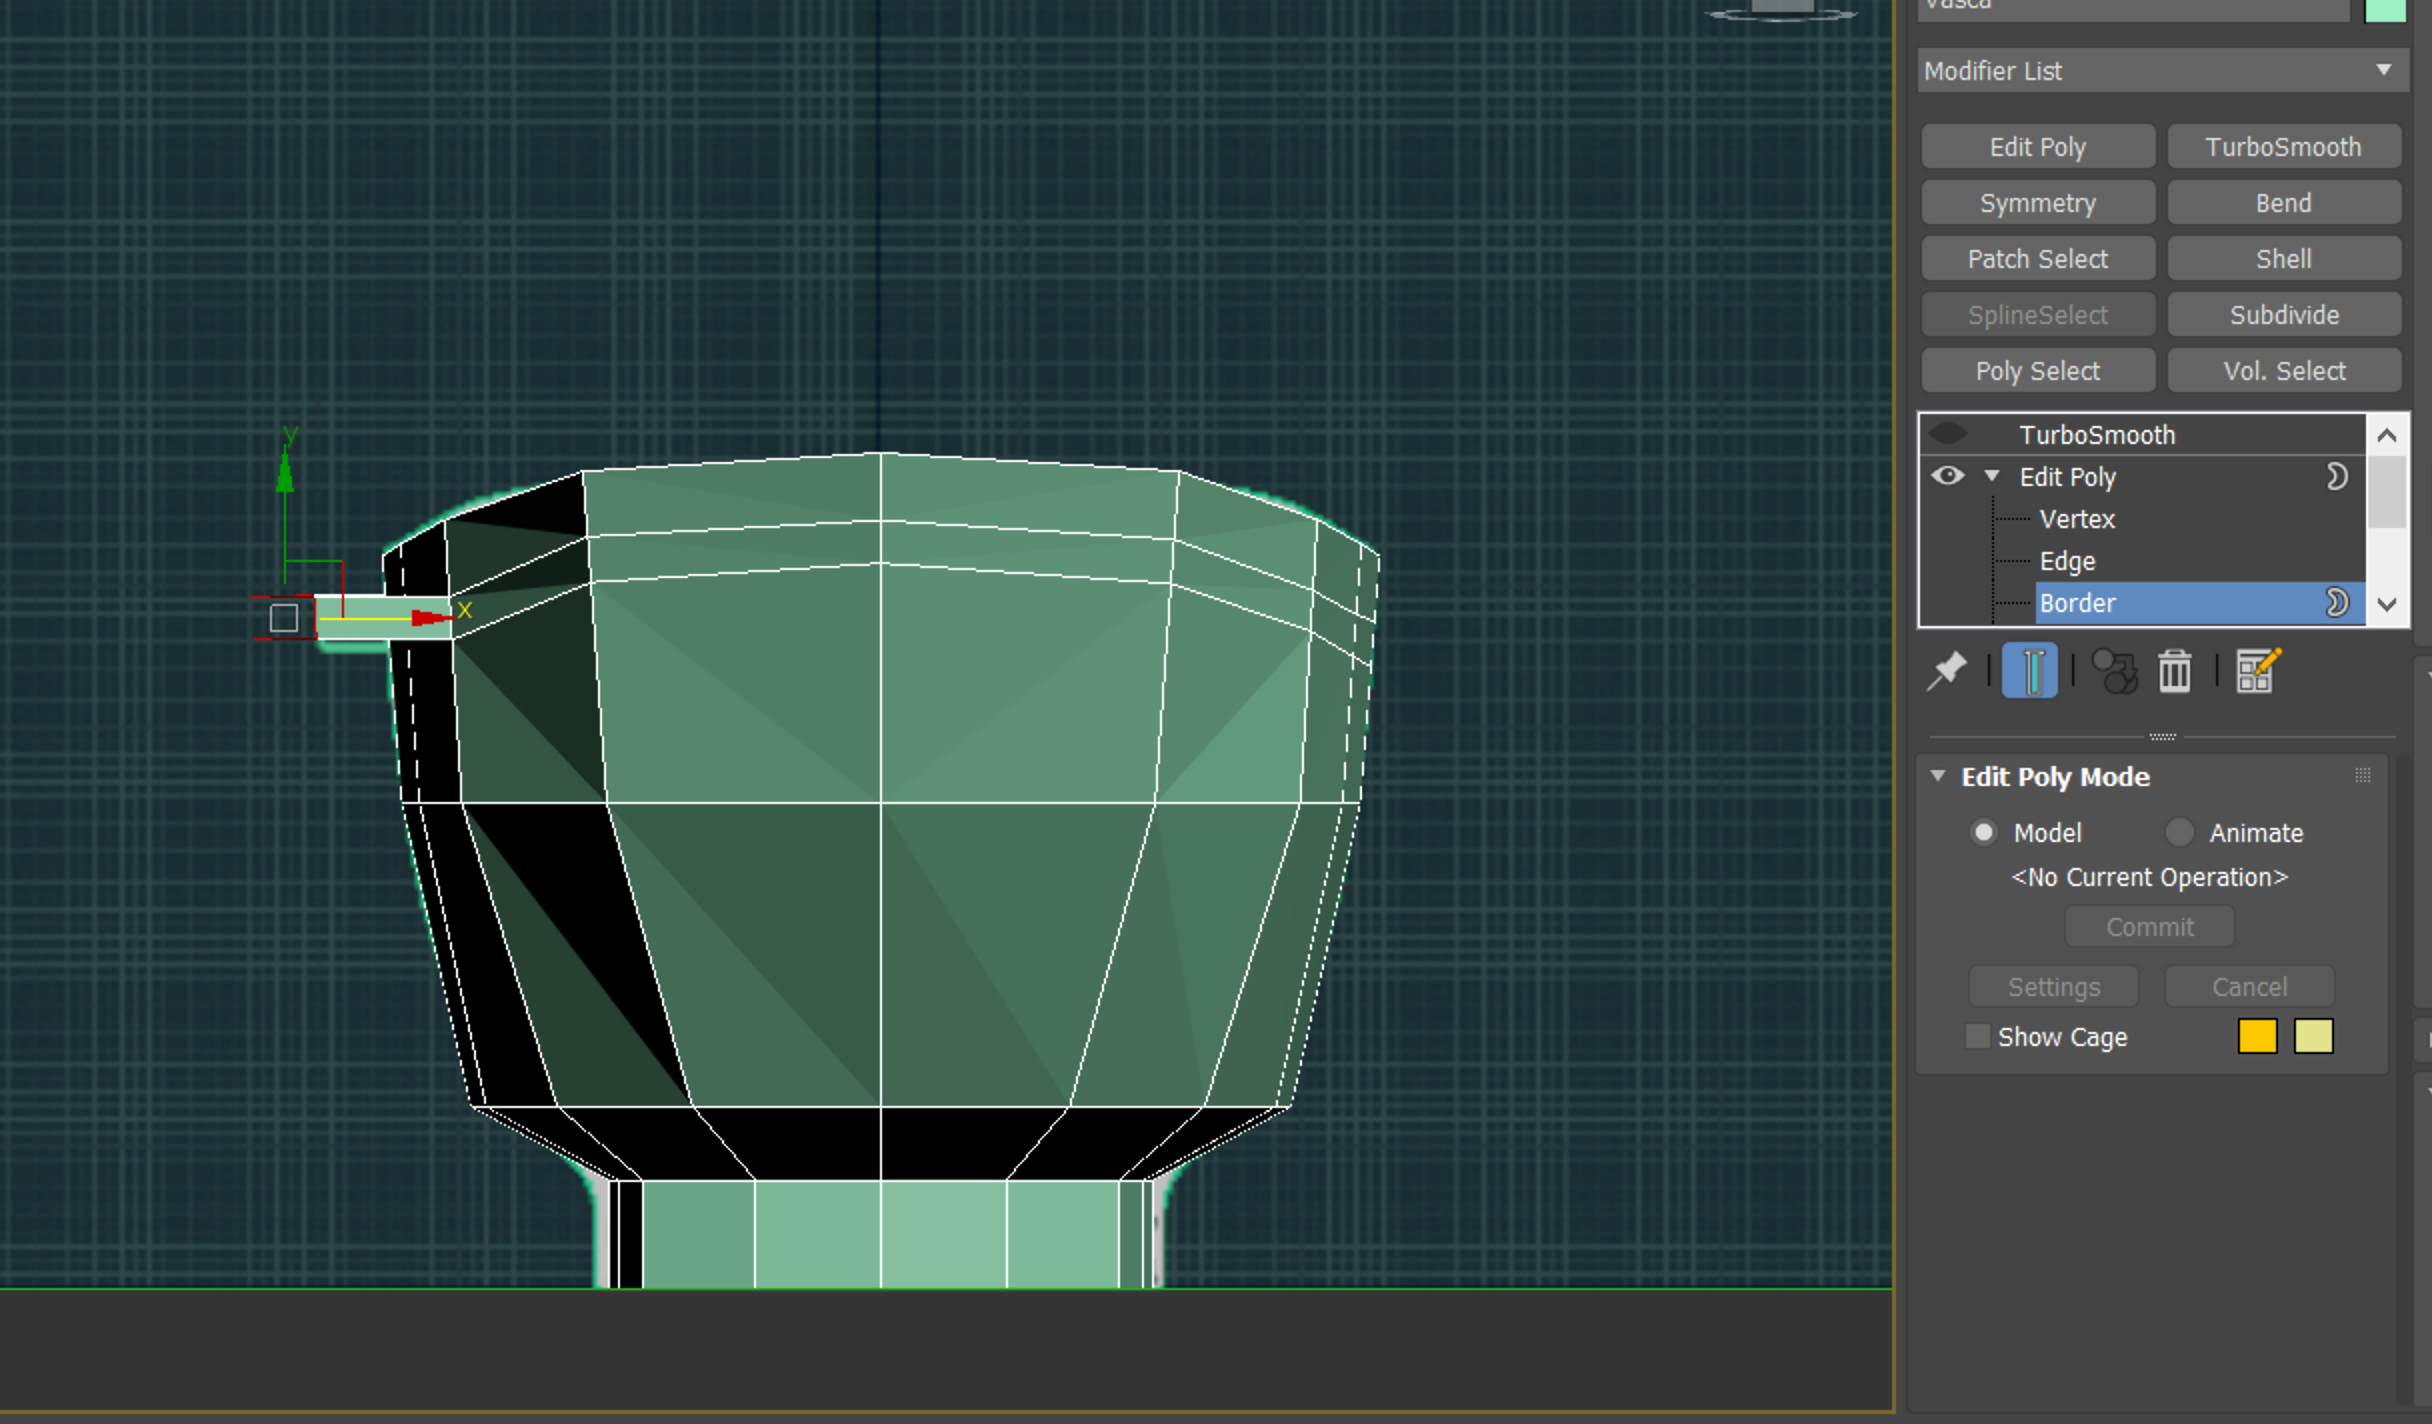 Vasca
Modifier List
Edit Poly
TurboSmooth
Symmetry
Bend
Patch Select
Shell
SplineSelect
Subdivide
Poly Select
Vol. Select
TurboSmooth
Edit Poly
Vertex
Edge
Border
y
x
Edit Poly Mode
Model
Animate
<No Current Operation>
Commit
Settings
Cancel
Show Cage